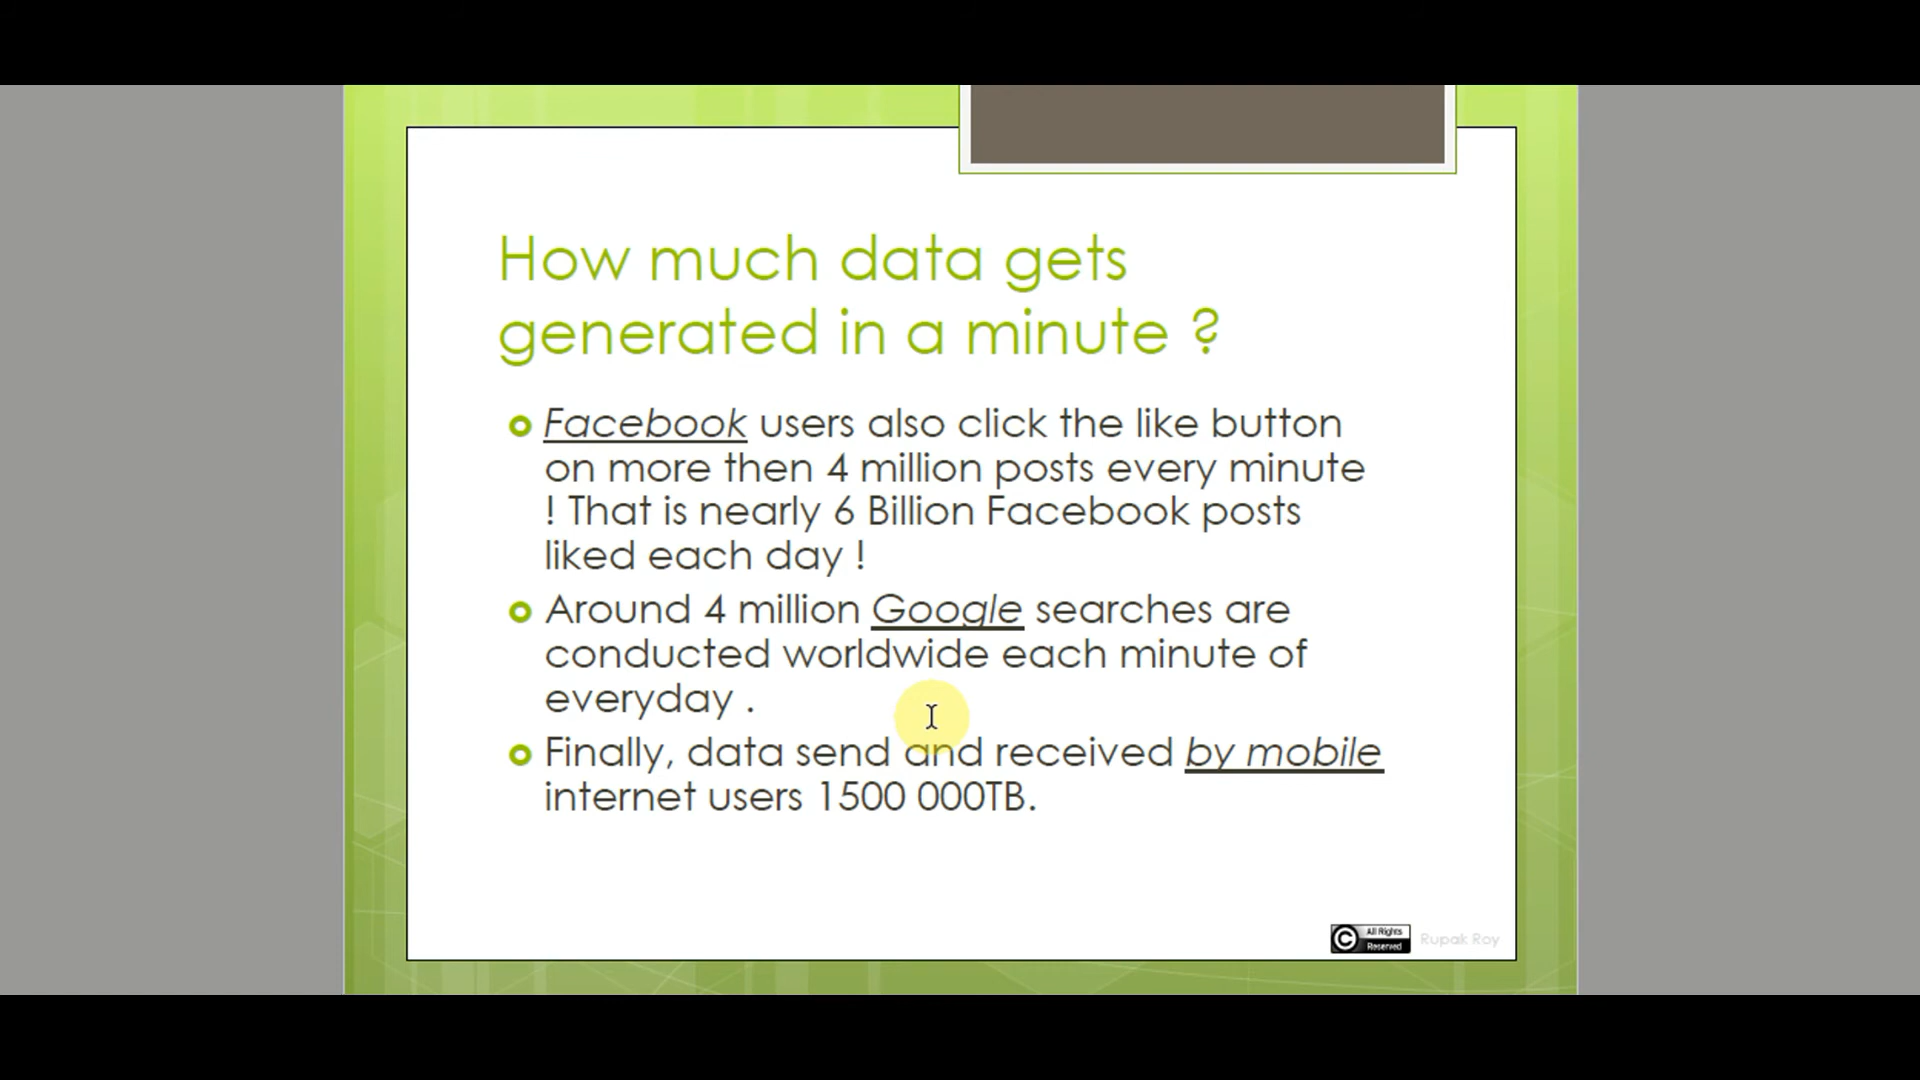 How much data gets
generated in a minute ?
Facebook users also click the like button
on more then 4 million posts every minute
! That is nearly 6 Billion Facebook posts
liked each day !
Around 4 million Google searches are
conducted worldwide each minute of
everyday .
Finally, data send and received by mobile
internet users 1500 000TB.
All Rights
Reserved
Rupak Roy